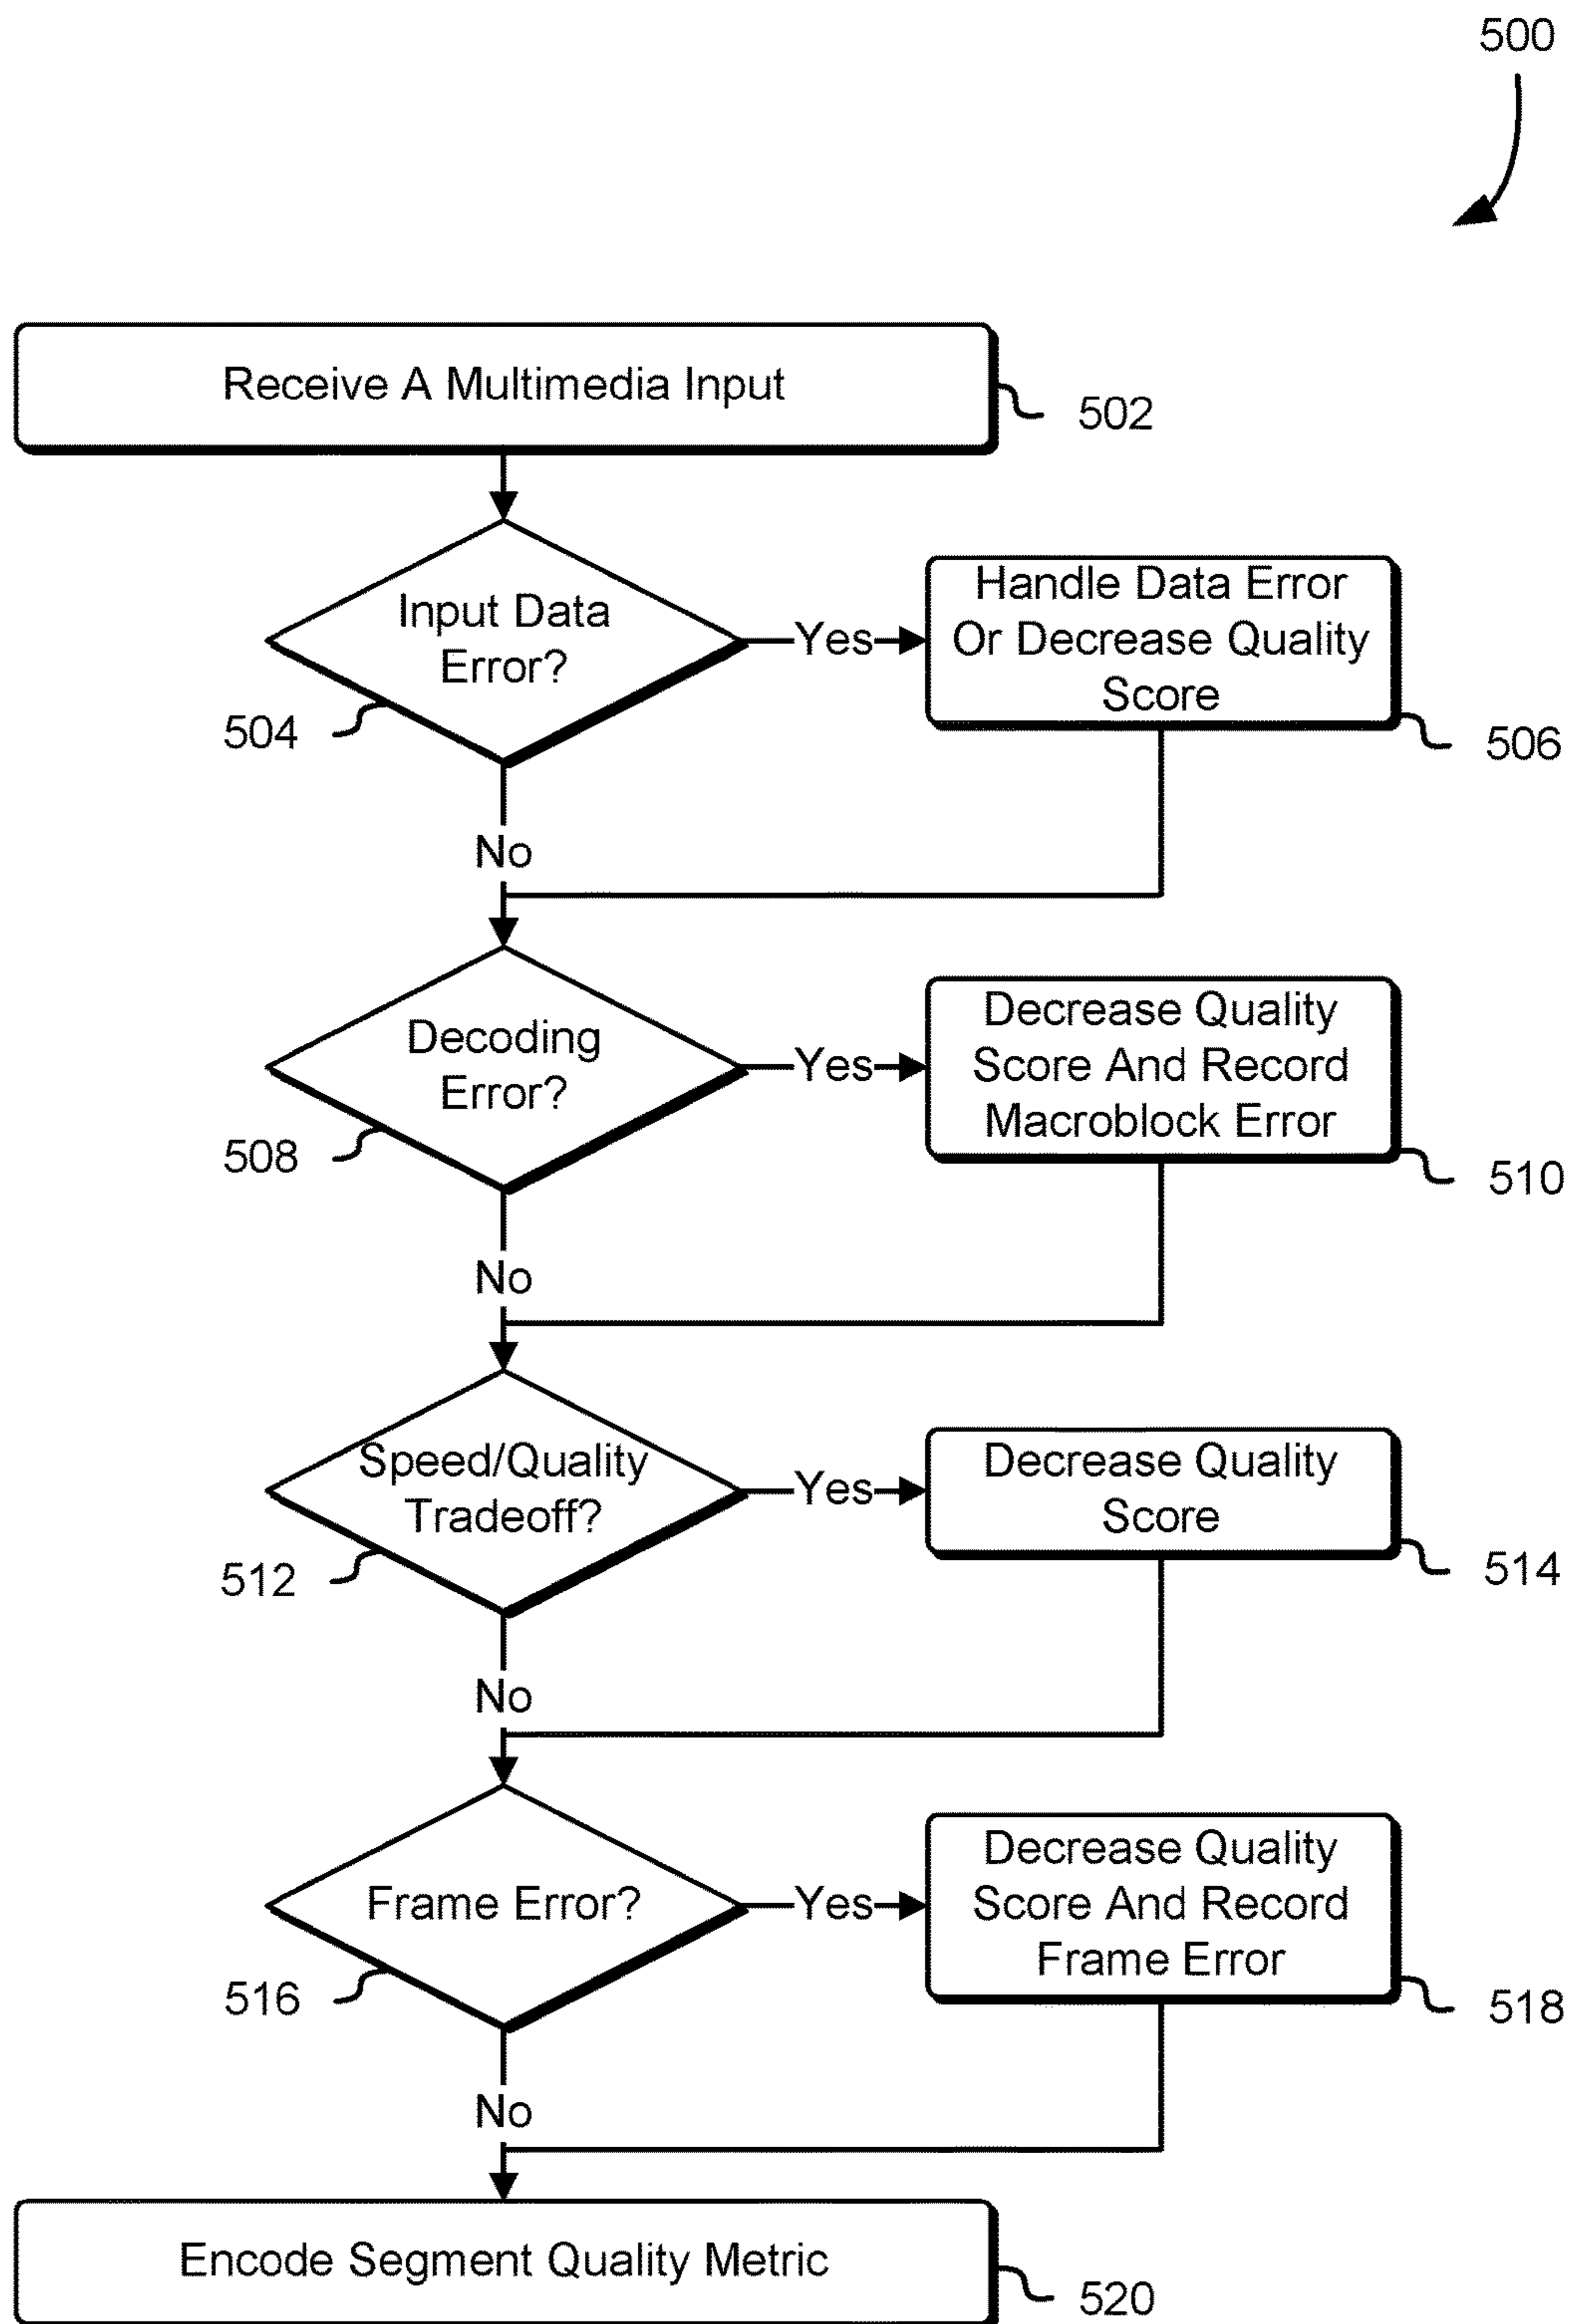 500
Receive A Multimedia Input
502
Input Data
Error?
504
Yes
Handle Data Error
Or Decrease Quality
Score
506
No
Decoding
Error?
508
Yes
Decrease Quality
Score And Record
Macroblock Error
510
No
Speed/Quality
Tradeoff?
512
Yes
Decrease Quality
Score
514
No
Frame Error?
516
Yes
Decrease Quality
Score And Record
Frame Error
518
No
Encode Segment Quality Metric
520